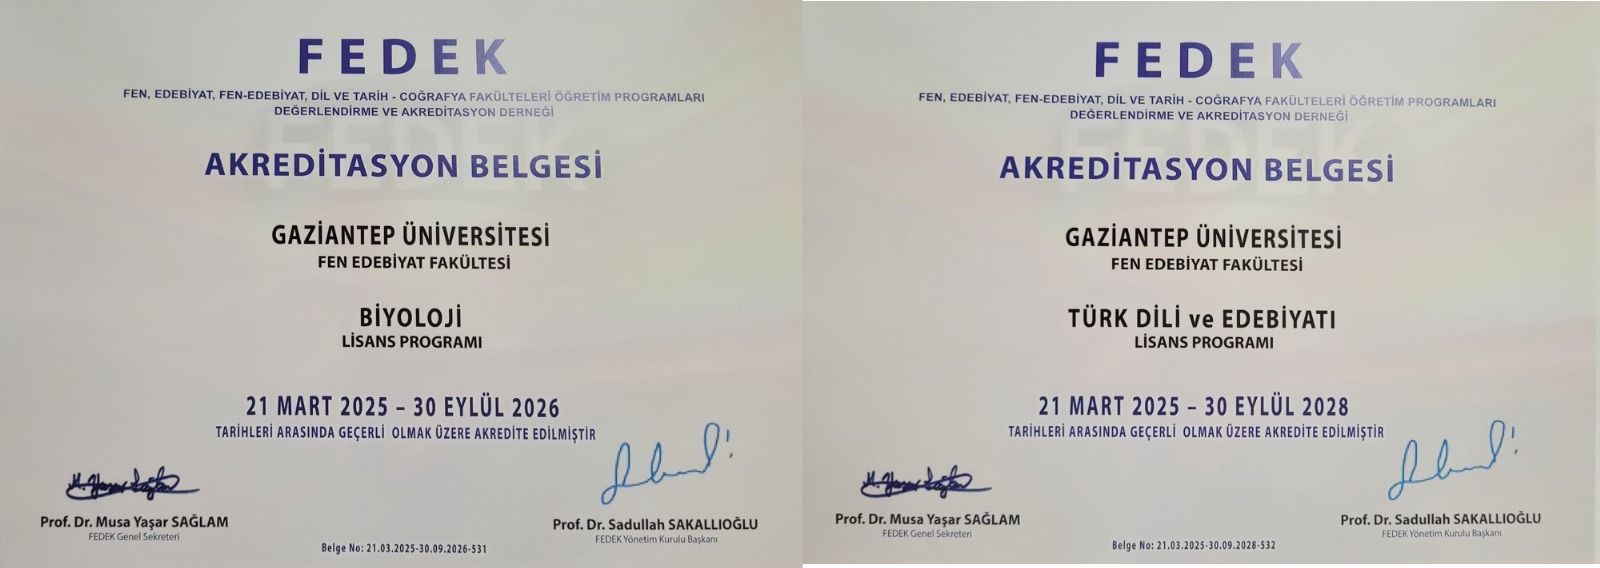 FEDEK
FEN, EDEBİYAT, FEN-EDEBİYAT, DİL VE TARİH - COĞRAFYA FAKÜLTELERİ ÖĞRETİM PROGRAMLARI
DEĞERLENDİRME VE AKREDİTASYON DERNEĞİ
AKREDİTASYON BELGESİ
GAZİANTEP ÜNİVERSİTESİ
FEN EDEBİYAT FAKÜLTESİ
BİYOLOJİ
LİSANS PROGRAMI
21 MART 2025 – 30 EYLÜL 2026
TARİHLERİ ARASINDA GEÇERLİ OLMAK ÜZERE AKREDİTE EDİLMİŞTİR
Prof. Dr. Musa Yaşar SAĞLAM
FEDEK Genel Sekreteri
Prof. Dr. Sadullah SAKALLIOĞLU
FEDEK Yönetim Kurulu Başkanı
Belge No: 21.03.2025-30.09.2026-531
FEDEK
FEN, EDEBİYAT, FEN-EDEBİYAT, DİL VE TARİH - COĞRAFYA FAKÜLTELERİ ÖĞRETİM PROGRAMLARI
DEĞERLENDİRME VE AKREDİTASYON DERNEĞİ
AKREDİTASYON BELGESİ
GAZİANTEP ÜNİVERSİTESİ
FEN EDEBİYAT FAKÜLTESİ
TÜRK DİLİ ve EDEBİYATI
LİSANS PROGRAMI
21 MART 2025 – 30 EYLÜL 2028
TARİHLERİ ARASINDA GEÇERLİ OLMAK ÜZERE AKREDİTE EDİLMİŞTİR
Prof. Dr. Musa Yaşar SAĞLAM
FEDEK Genel Sekreteri
Prof. Dr. Sadullah SAKALLIOĞLU
FEDEK Yönetim Kurulu Başkanı
Belge No: 21.03.2025-30.09.2028-532